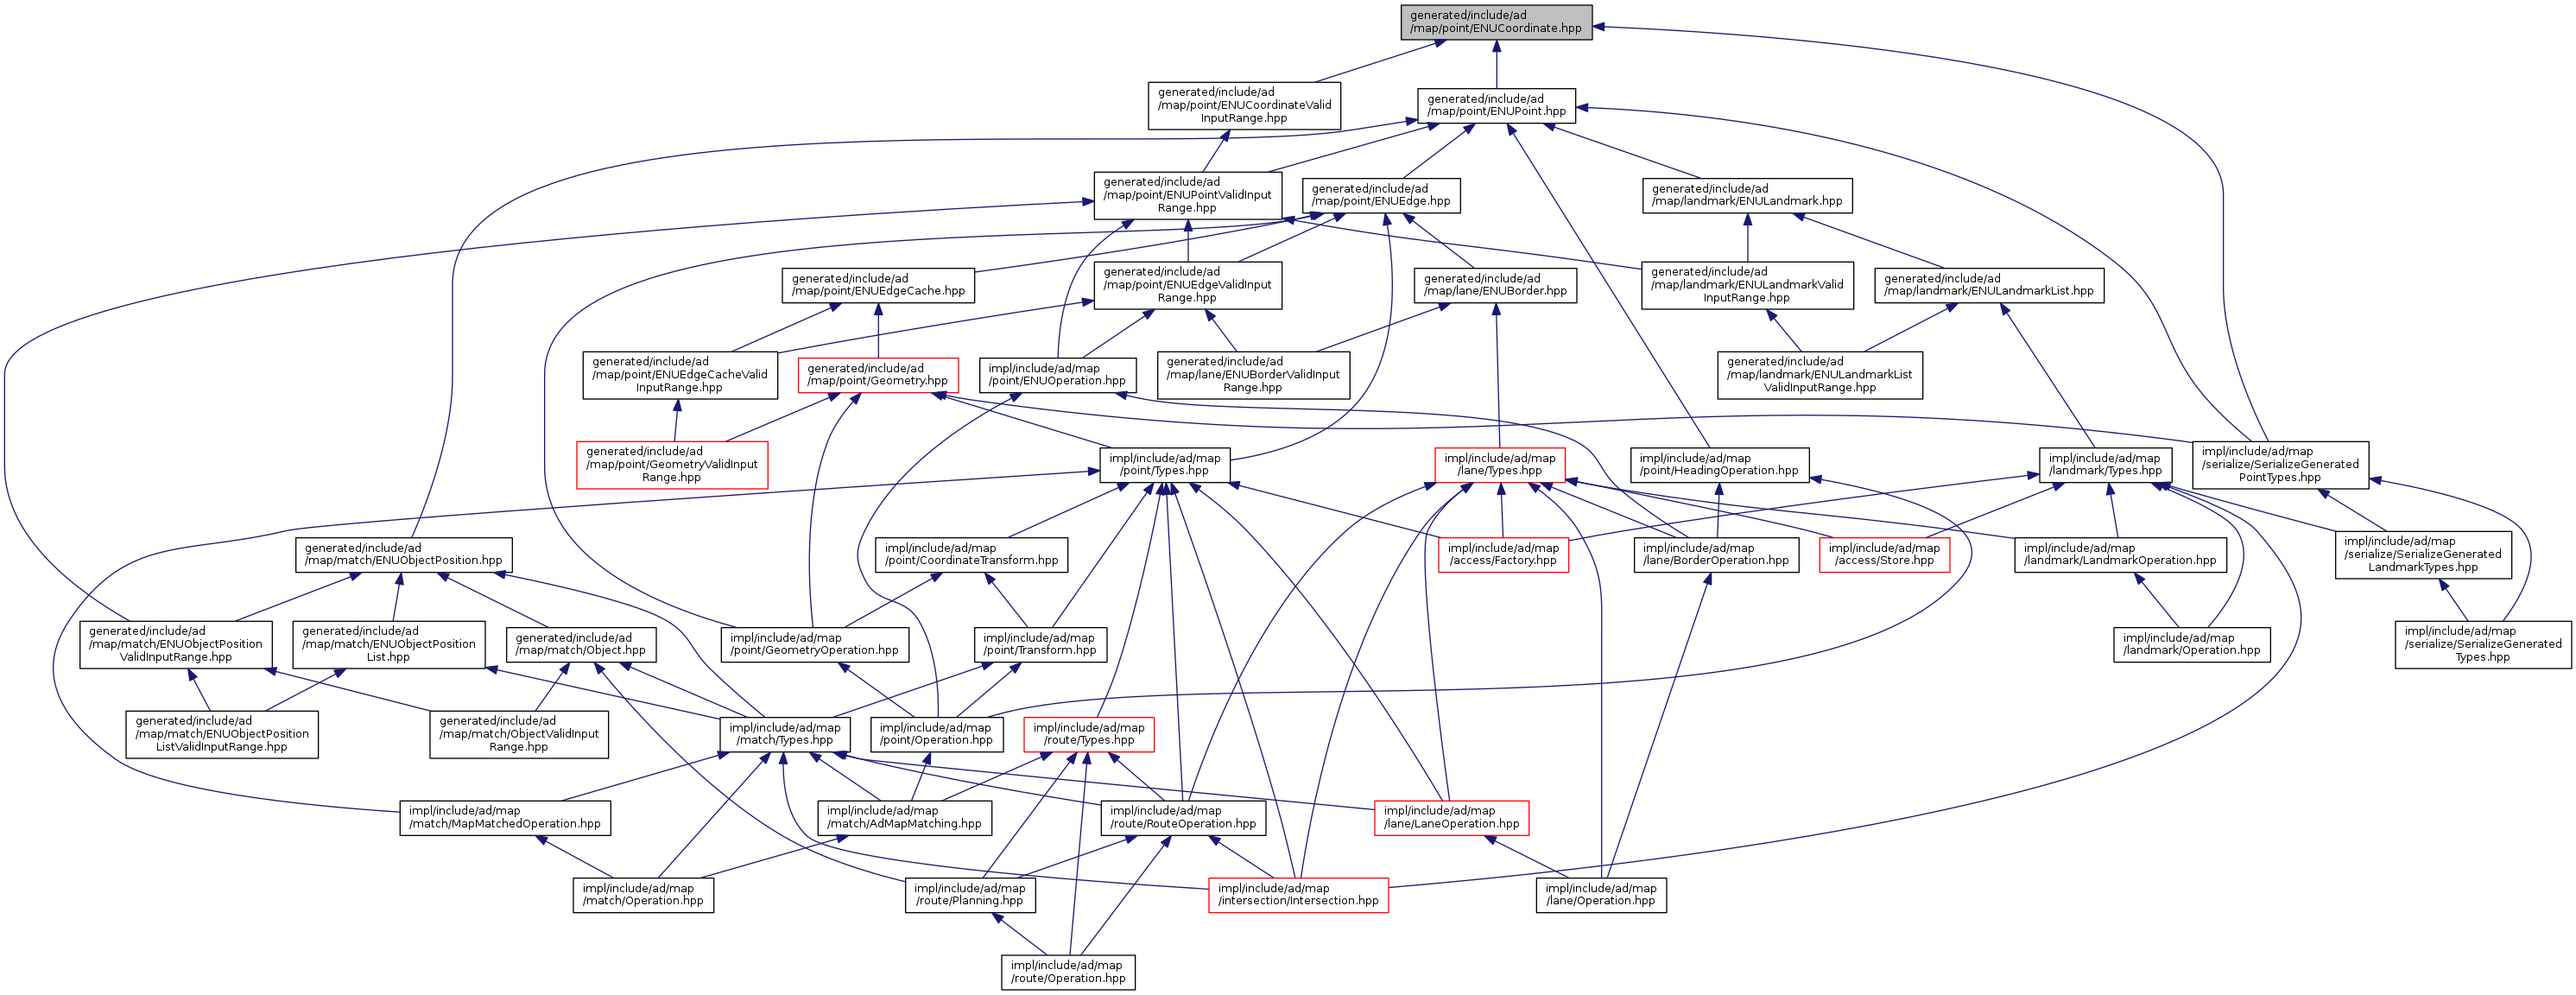 generated/include/ad
/map/point/ENUCoordinate.hpp
generated/include/ad
/map/point/ENUCoordinateValid
InputRange.hpp
generated/include/ad
/map/point/ENUPoint.hpp
generated/include/ad
/map/point/ENUPointValidInput
Range.hpp
generated/include/ad
/map/point/ENUEdge.hpp
generated/include/ad
/map/landmark/ENULandmark.hpp
generated/include/ad
/map/point/ENUEdgeCache.hpp
generated/include/ad
/map/point/ENUEdgeValidInput
Range.hpp
generated/include/ad
/map/lane/ENUBorder.hpp
generated/include/ad
/map/landmark/ENULandmarkValid
InputRange.hpp
generated/include/ad
/map/landmark/ENULandmarkList.hpp
generated/include/ad
/map/point/ENUEdgeCacheValid
InputRange.hpp
generated/include/ad
/map/point/Geometry.hpp
impl/include/ad/map
/point/ENUOperation.hpp
generated/include/ad
/map/lane/ENUBorderValidInput
Range.hpp
generated/include/ad
/map/landmark/ENULandmarkList
ValidInputRange.hpp
generated/include/ad
/map/point/GeometryValidInput
Range.hpp
impl/include/ad/map
/point/Types.hpp
impl/include/ad/map
/lane/Types.hpp
impl/include/ad/map
/point/HeadingOperation.hpp
impl/include/ad/map
/landmark/Types.hpp
impl/include/ad/map
/serialize/SerializeGenerated
PointTypes.hpp
generated/include/ad
/map/match/ENUObjectPosition.hpp
impl/include/ad/map
/point/CoordinateTransform.hpp
impl/include/ad/map
/access/Factory.hpp
impl/include/ad/map
/lane/BorderOperation.hpp
impl/include/ad/map
/access/Store.hpp
impl/include/ad/map
/landmark/LandmarkOperation.hpp
impl/include/ad/map
/serialize/SerializeGenerated
LandmarkTypes.hpp
generated/include/ad
/map/match/ENUObjectPosition
ValidInputRange.hpp
generated/include/ad
/map/match/ENUObjectPosition
List.hpp
generated/include/ad
/map/match/Object.hpp
impl/include/ad/map
/point/GeometryOperation.hpp
impl/include/ad/map
/point/Transform.hpp
impl/include/ad/map
/landmark/Operation.hpp
impl/include/ad/map
/serialize/SerializeGenerated
Types.hpp
generated/include/ad
/map/match/ENUObjectPosition
ListValidInputRange.hpp
generated/include/ad
/map/match/ObjectValidInput
Range.hpp
impl/include/ad/map
/match/Types.hpp
impl/include/ad/map
/point/Operation.hpp
impl/include/ad/map
/route/Types.hpp
impl/include/ad/map
/match/MapMatchedOperation.hpp
impl/include/ad/map
/match/AdMapMatching.hpp
impl/include/ad/map
/route/RouteOperation.hpp
impl/include/ad/map
/lane/LaneOperation.hpp
impl/include/ad/map
/match/Operation.hpp
impl/include/ad/map
/route/Planning.hpp
impl/include/ad/map
/intersection/Intersection.hpp
impl/include/ad/map
/lane/Operation.hpp
impl/include/ad/map
/route/Operation.hpp